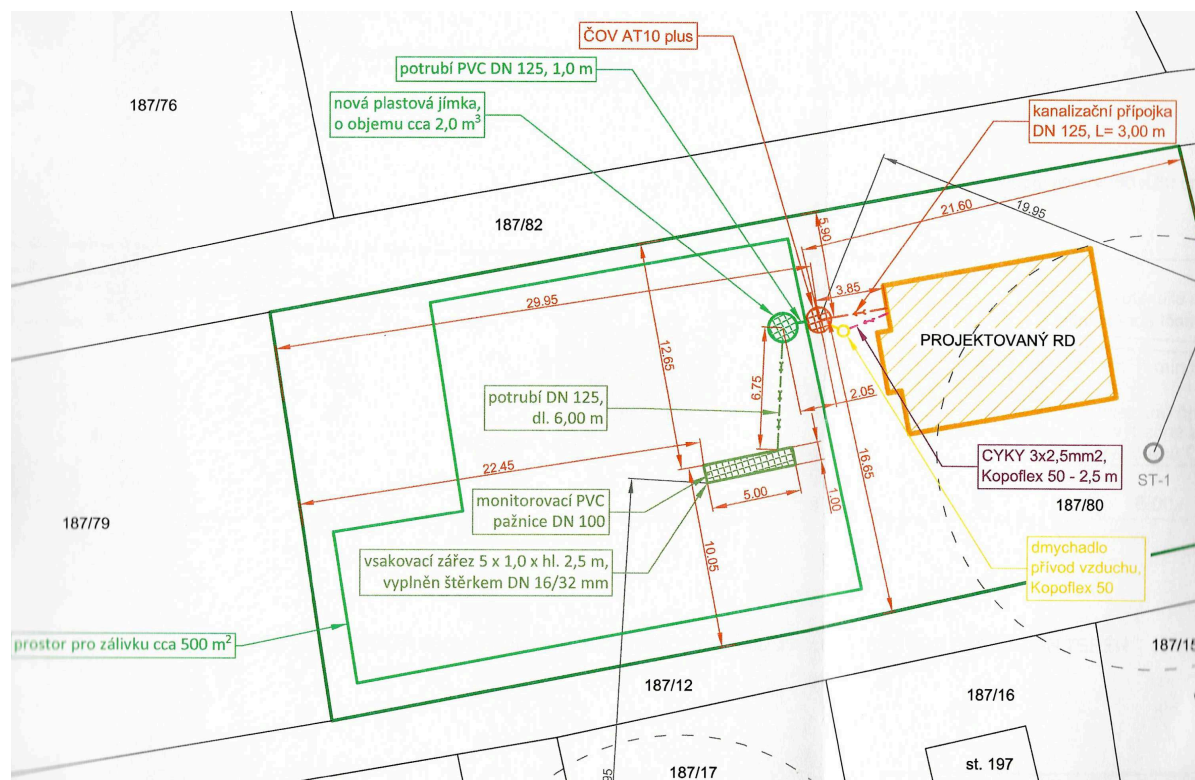 ČOV AT10 plus
potrubí PVC DN 125, 1,0 m
nová plastová jímka,
o objemu cca 2,0 m³
187/76
kanalizační přípojka
DN 125, L= 3,00 m
187/82
5.90
21.60
19.95
29.95
3.85
PROJEKTOVANÝ RD
12.65
6.75
potrubí DN 125,
dl. 6,00 m
2.05
22.45
16.65
CYKY 3x2,5mm2,
Kopoflex 50 - 2,5 m
ST-1
187/79
monitorovací PVC
pažnice DN 100
5.00
1.00
187/80
vsakovací zářez 5 x 1,0 x hl. 2,5 m,
vyplněn štěrkem DN 16/32 mm
10.05
dmychadlo
přívod vzduchu,
Kopoflex 50
prostor pro zálivku cca 500 m²
187/15
187/12
187/16
187/17
95
st. 197